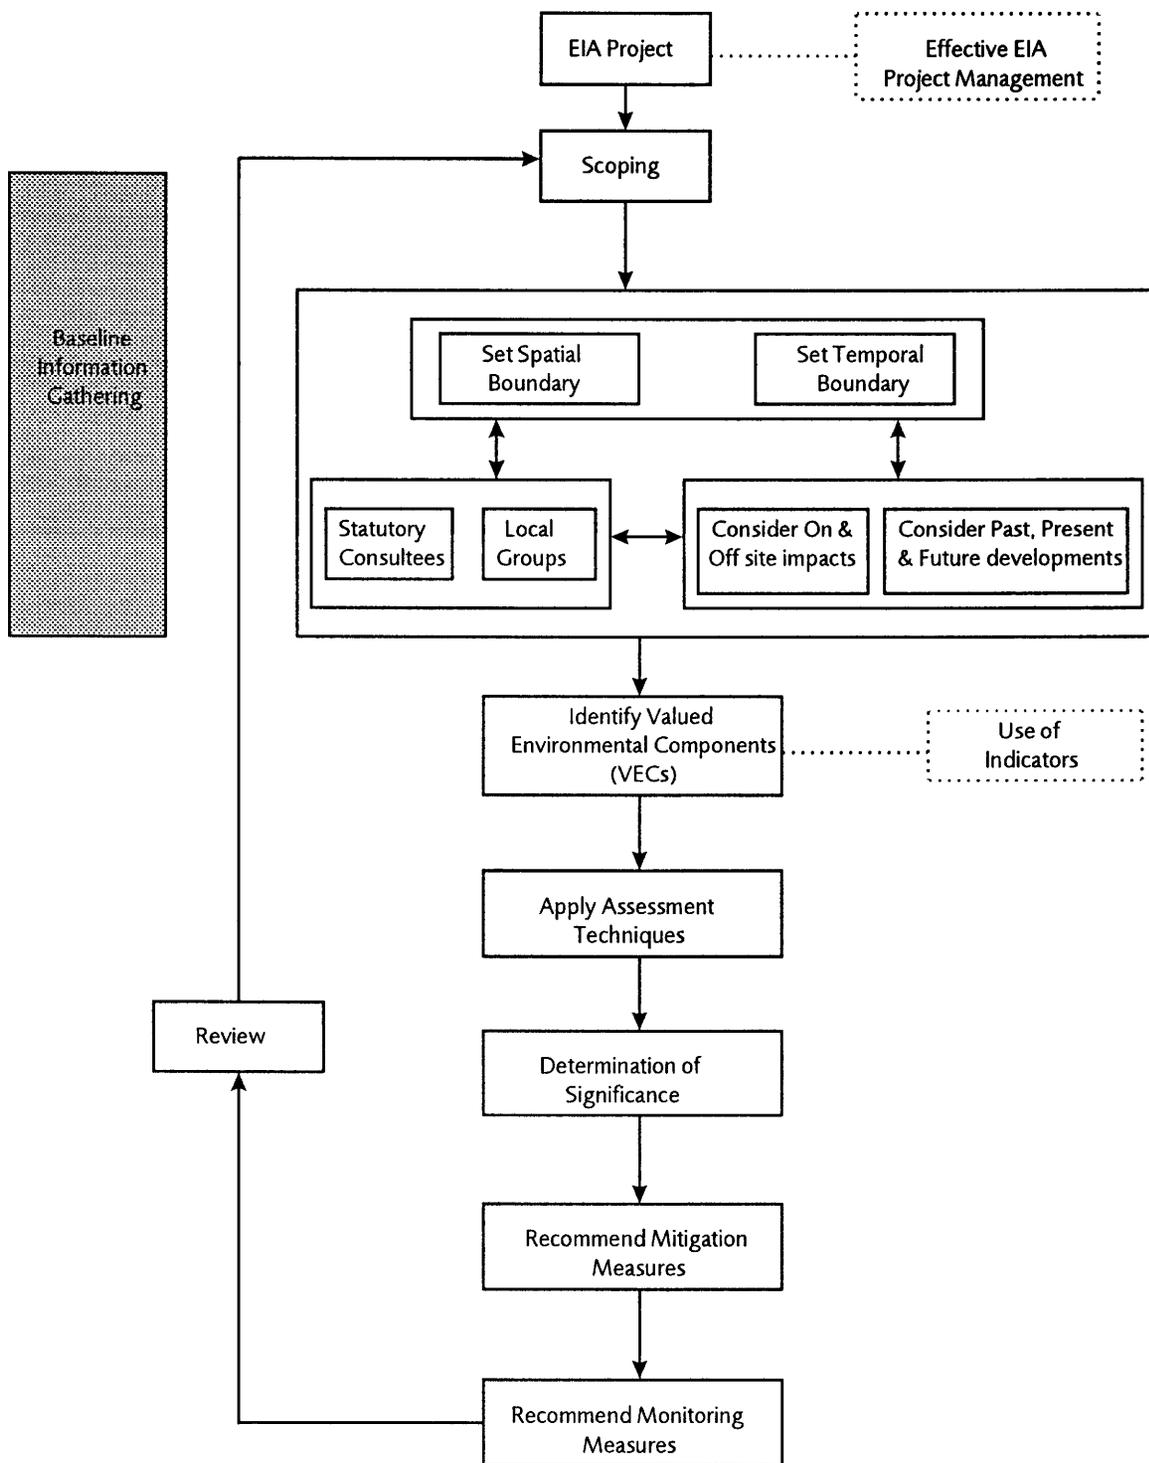 EIA Project
Effective EIA
Project Management
Scoping
Baseline
Information
Gathering
Set Spatial
Boundary
Set Temporal
Boundary
Statutory
Consultees
Local
Groups
Consider On &
Off site impacts
Consider Past, Present
& Future developments
Identify Valued
Environmental Components
(VECs)
Use of
Indicators
Apply Assessment
Techniques
Review
Determination of
Significance
Recommend Mitigation
Measures
Recommend Monitoring
Measures